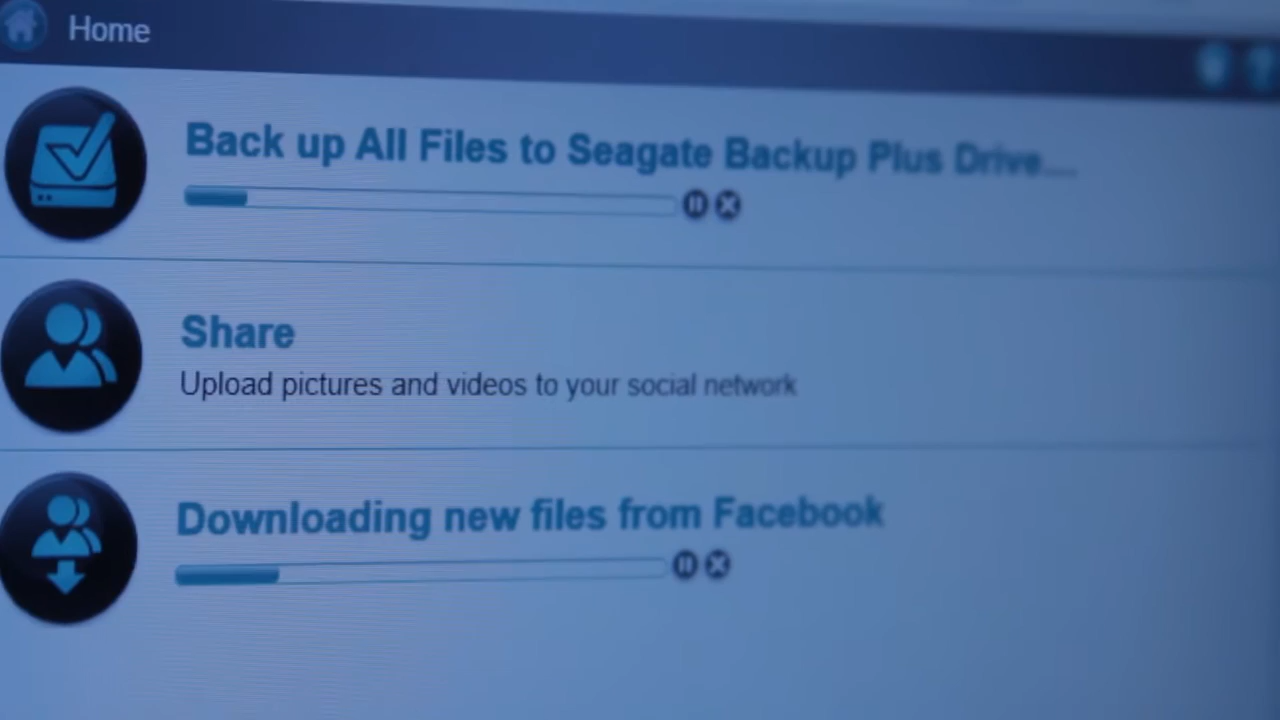 Home
Back up All Files to Seagate Backup Plus Drive....
Share
Upload pictures and videos to your social network
Downloading new files from Facebook